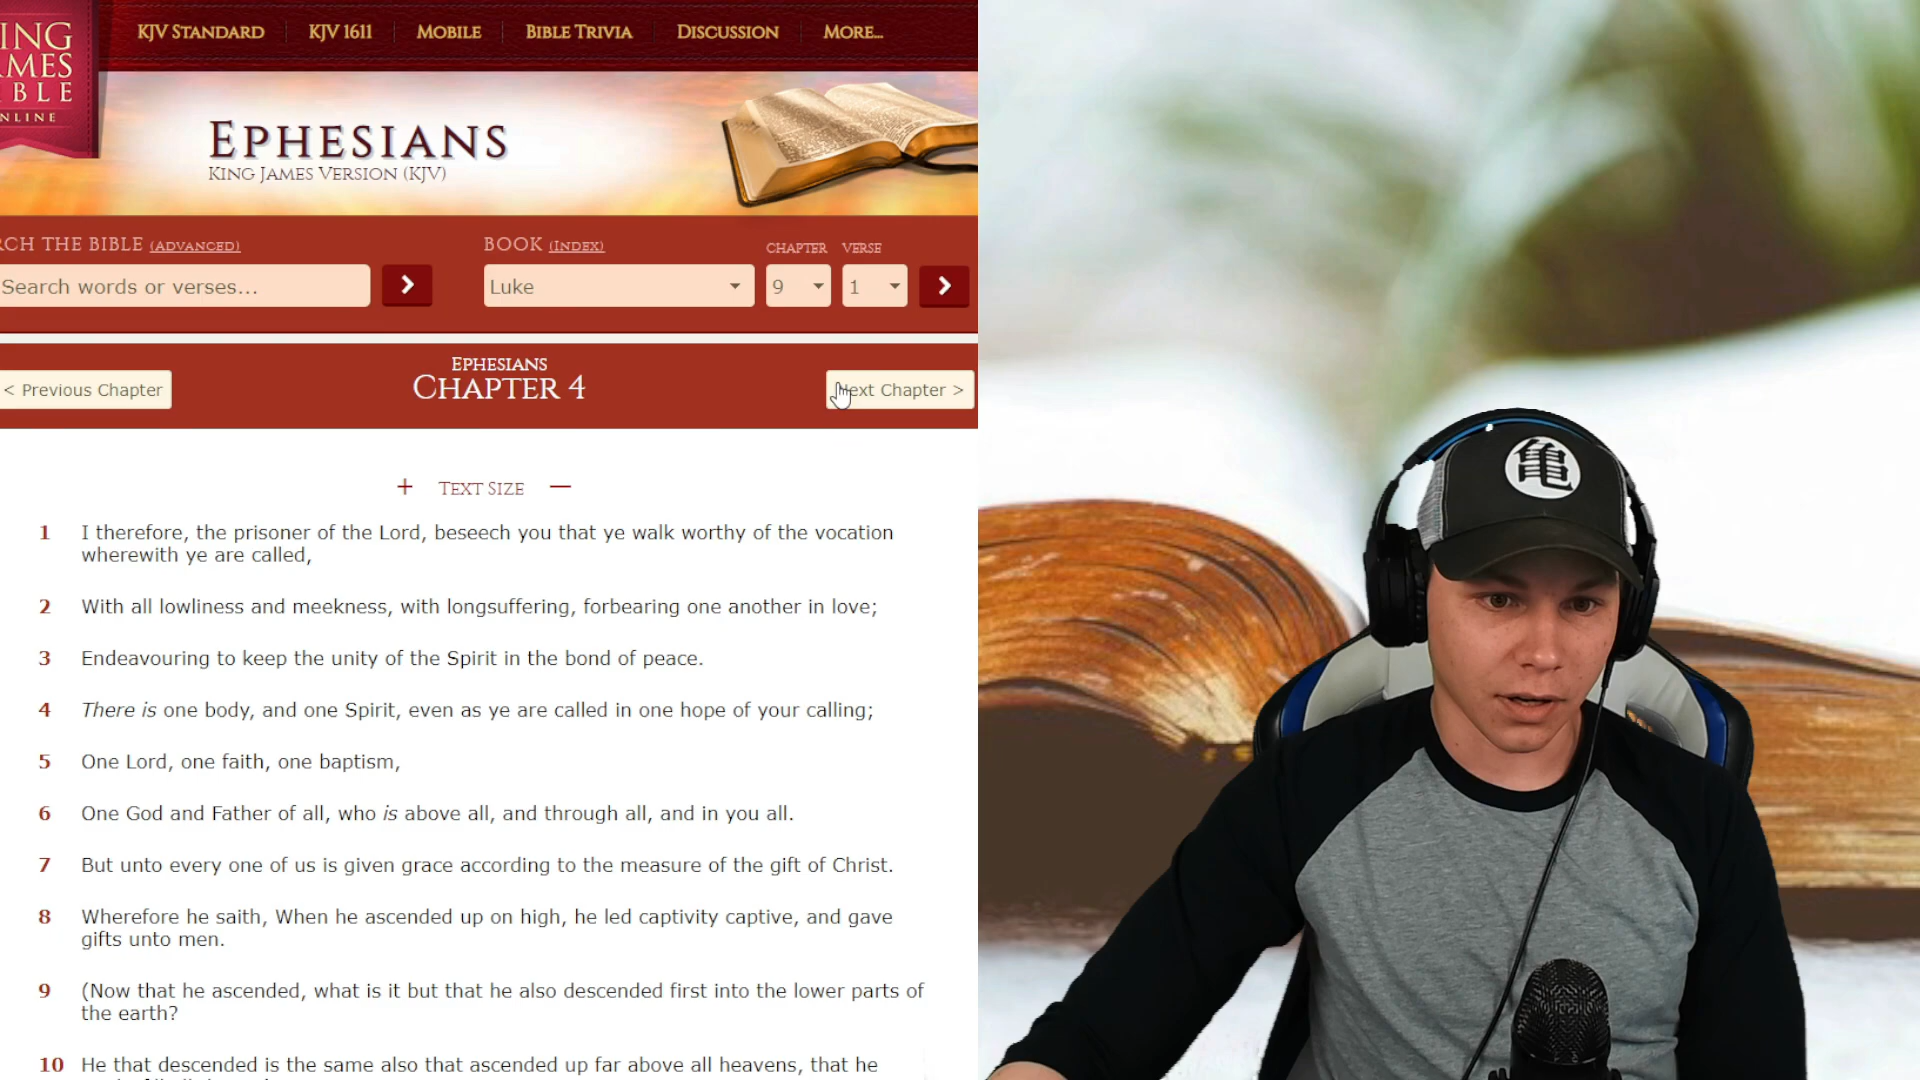 ING
AMES
BLE
NLINE
KJV STANDARD
KJV 1611
MOBILE
BIBLE TRIVIA
DISCUSSION
MORE...
EPHESIANS
KING JAMES VERSION (KJV)
RCH THE BIBLE (ADVANCED)
BOOK (INDEX)
CHAPTER
VERSE
Search words or verses...
Luke
9
1
< Previous Chapter
EPHESIANS
CHAPTER 4
ext Chapter >
+ TEXT SIZE —
1 I therefore, the prisoner of the Lord, beseech you that ye walk worthy of the vocation
wherewith ye are called,
2 With all lowliness and meekness, with longsuffering, forbearing one another in love;
3 Endeavouring to keep the unity of the Spirit in the bond of peace.
4 There is one body, and one Spirit, even as ye are called in one hope of your calling;
5 One Lord, one faith, one baptism,
6 One God and Father of all, who is above all, and through all, and in you all.
7 But unto every one of us is given grace according to the measure of the gift of Christ.
8 Wherefore he saith, When he ascended up on high, he led captivity captive, and gave
gifts unto men.
9 (Now that he ascended, what is it but that he also descended first into the lower parts of
the earth?
10 He that descended is the same also that ascended up far above all heavens, that he
亀